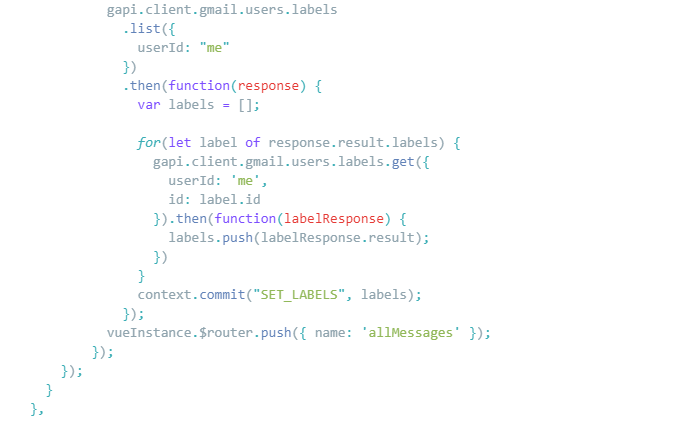 gapi.client.gmail.users.labels
.list({
userId: "me"
})
.then(function(response) {
var labels = [];
for(let label of response.result.labels) {
gapi.client.gmail.users.labels.get({
userId: 'me',
id: label.id
}).then(function(labelResponse) {
labels.push(labelResponse.result);
})
}
context.commit("SET_LABELS", labels);
});
vueInstance.$router.push({ name: 'allMessages' });
});
});
}
},